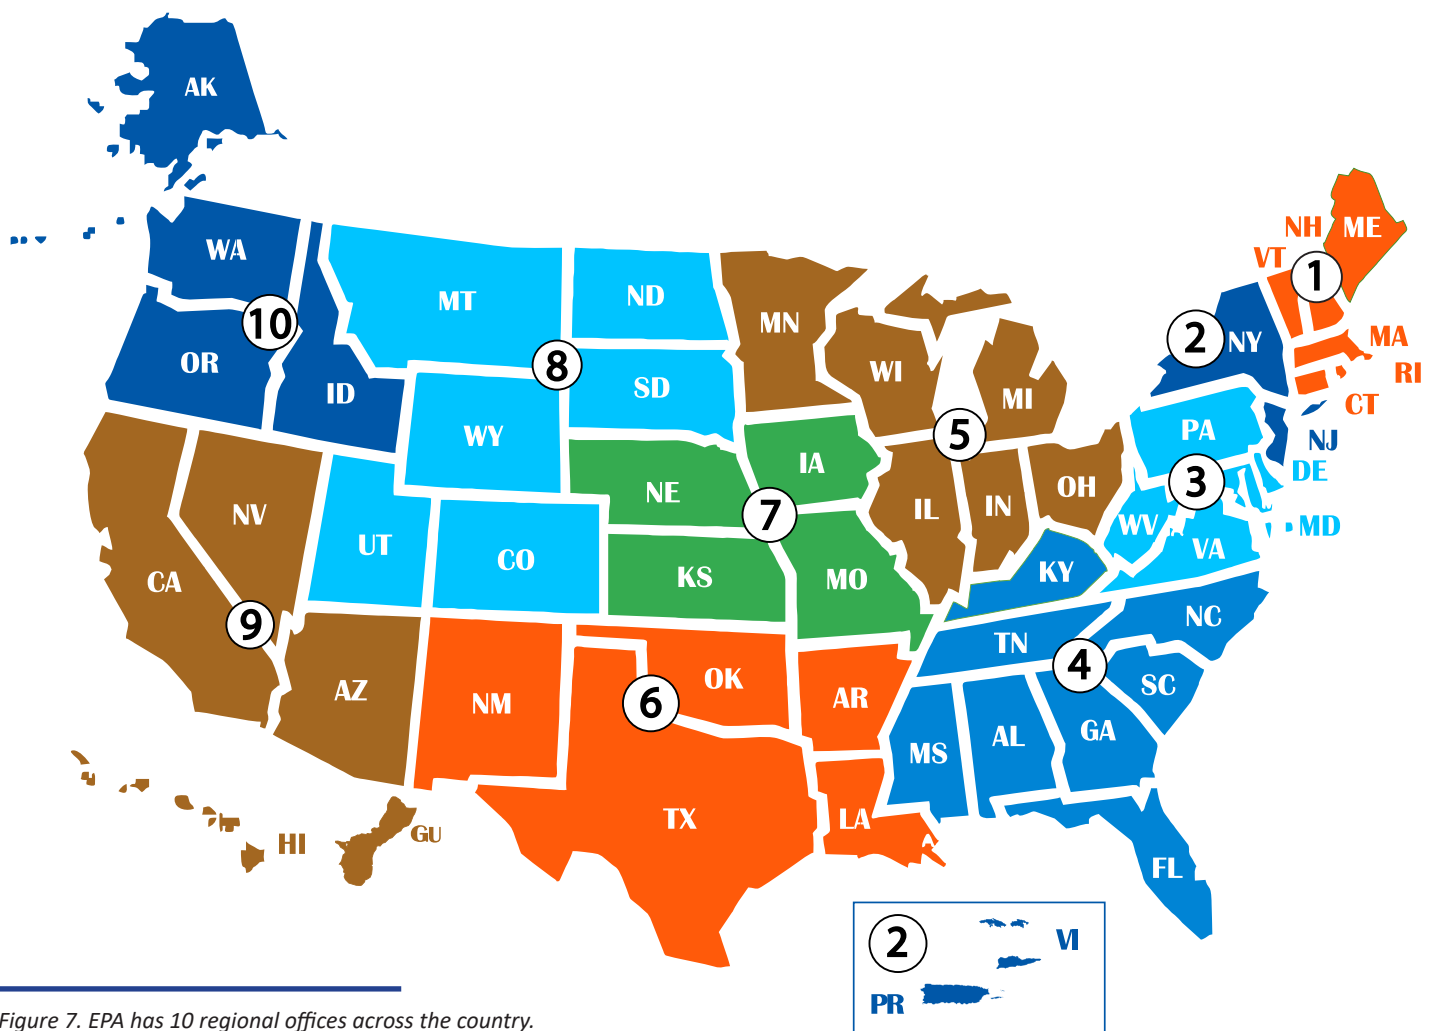 AK
WA
10
OR
ID
MT
ND
8
SD
WY
MN
WI
MI
5
NH
ME
VT
1
2
NY
MA
RI
CT
NJ
PA
3
DE
MD
WV
VA
NV
CA
9
UT
CO
NE
IA
7
KS
MO
IL
IN
OH
KY
TN
NC
4
SC
AZ
NM
OK
6
AR
MS
AL
GA
TX
LA
FL
HI
GU
2
VI
PR
Figure 7. EPA has 10 regional offices across the country.